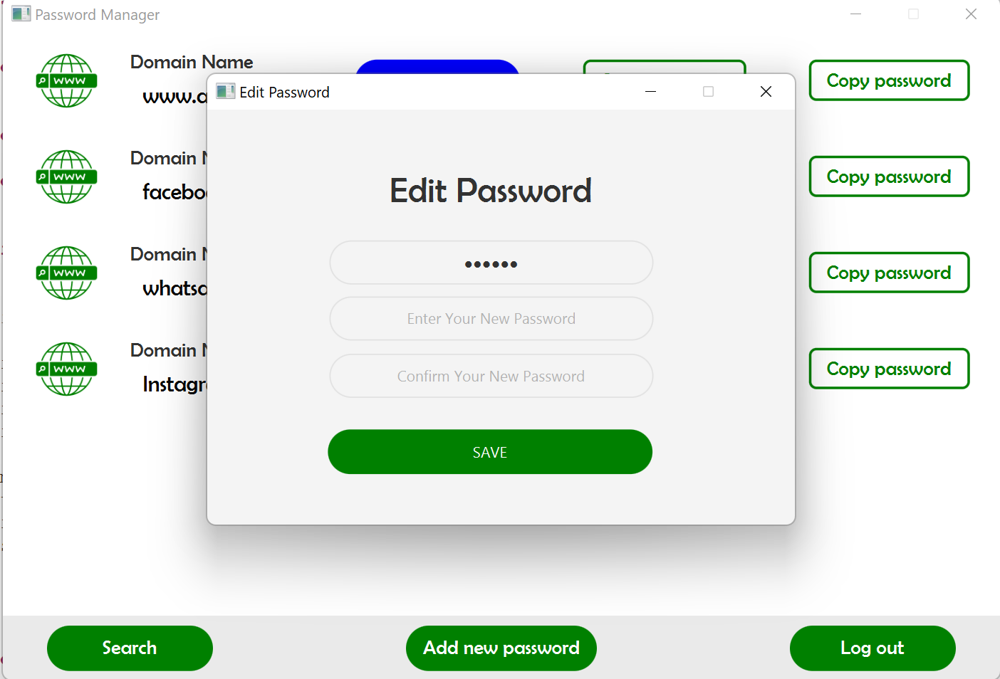 Password Manager
Domain Name
WWW
www.a
Copy password
Edit Password
Domain
WWW
facebo
Copy password
Edit Password
Domain
WWW
whatsa
Copy password
Enter Your New Password
Domain
WWW
Instagr
Copy password
Confirm Your New Password
SAVE
Search
Add new password
Log out